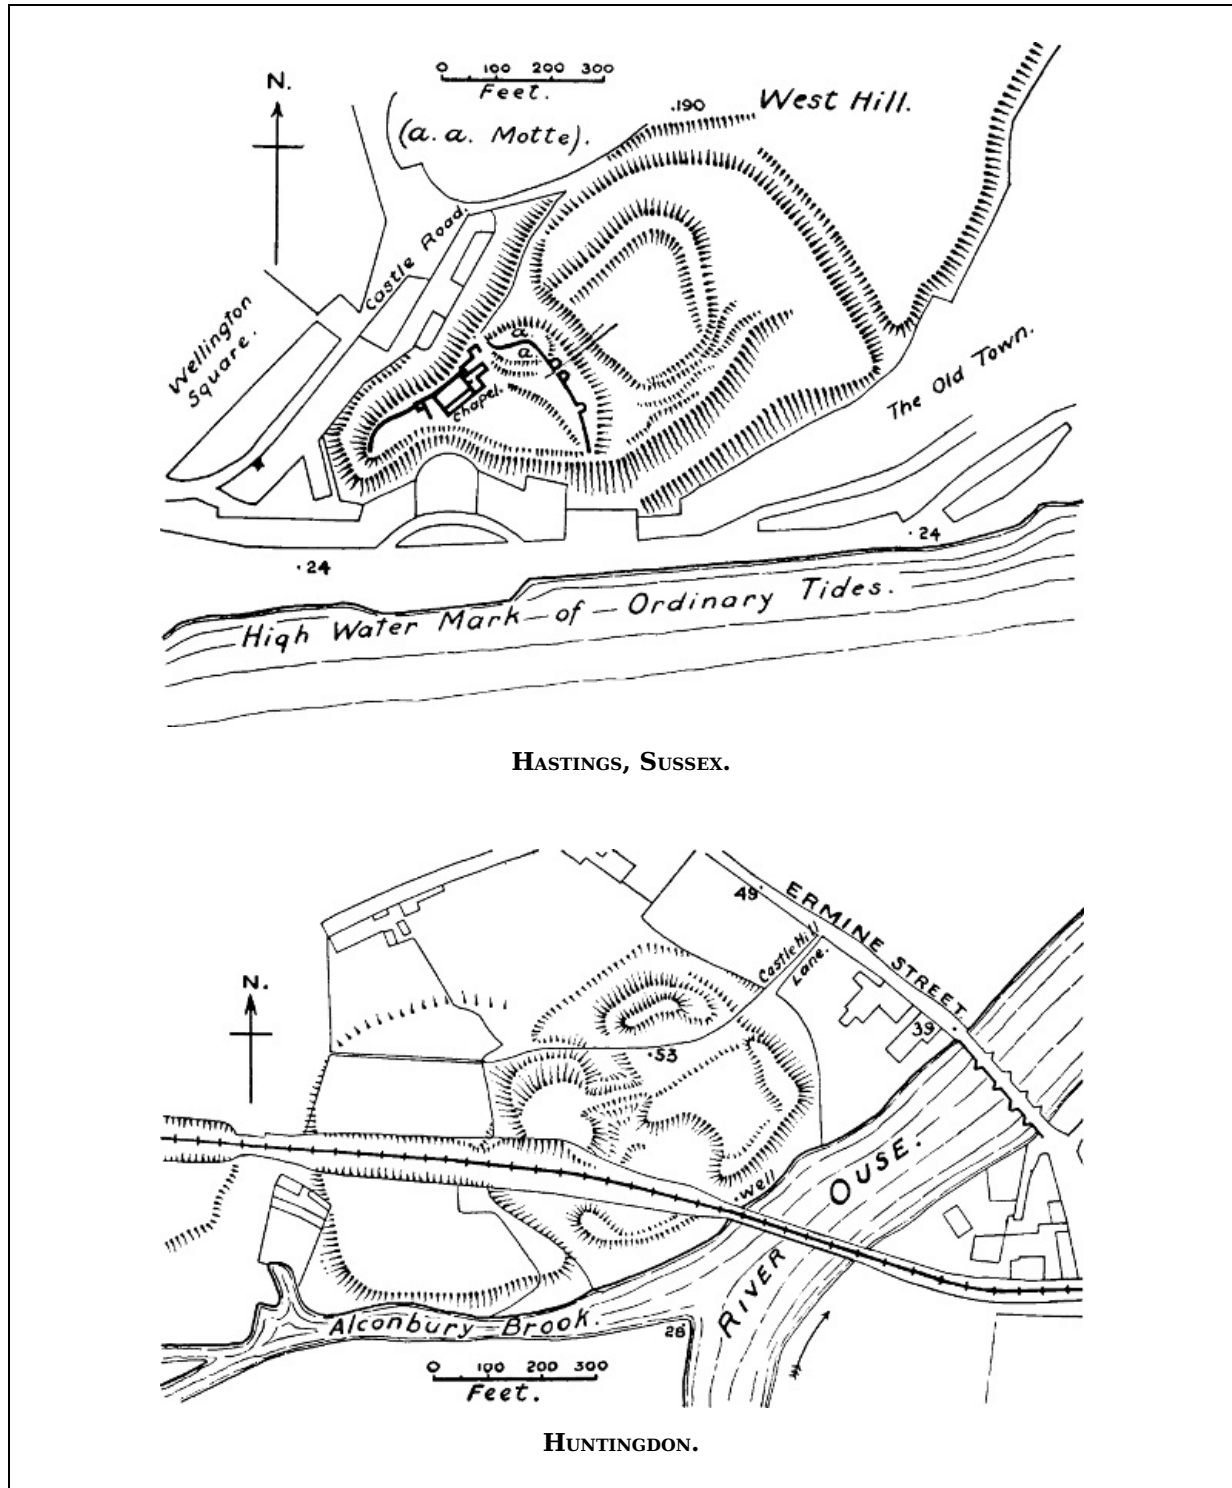 0 100 200 300
Feet.
N.
(a. a. Motte).
.190
West Hill.
Castle Road.
Wellington
Square.
a.
a.
Chapel.
The Old Town.
. 24
. 24
High Water Mark of Ordinary Tides.
Hastings, Sussex.
49.
ERMINE STREET
Castle Hill
Lane.
N.
39
.53
.well
RIVER OUSE.
Alconbury Brook.
28
0 100 200 300
Feet.
Huntingdon.